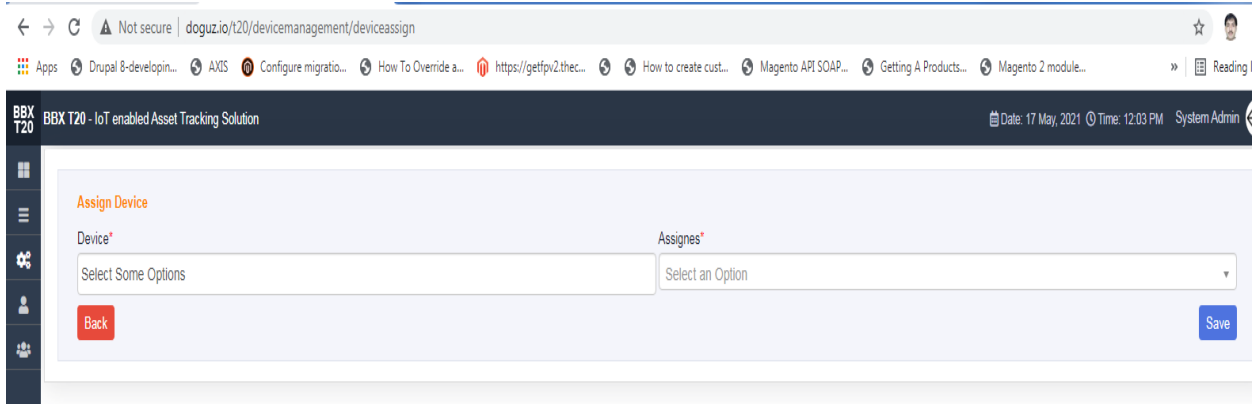 Not secure | doguz.io/t20/devicemanagement/deviceassign
Apps Drupal 8-developin... AXIS Configure migratio... How To Override a... https://getfpv2.thec... How to create cust... Magento API SOAP... Getting A Products... Magento 2 module... » Reading
BBX T20 BBX T20 - IoT enabled Asset Tracking Solution Date: 17 May, 2021 Time: 12:03 PM System Admin
Assign Device
Device* Assignes*
Select Some Options Select an Option
Back Save